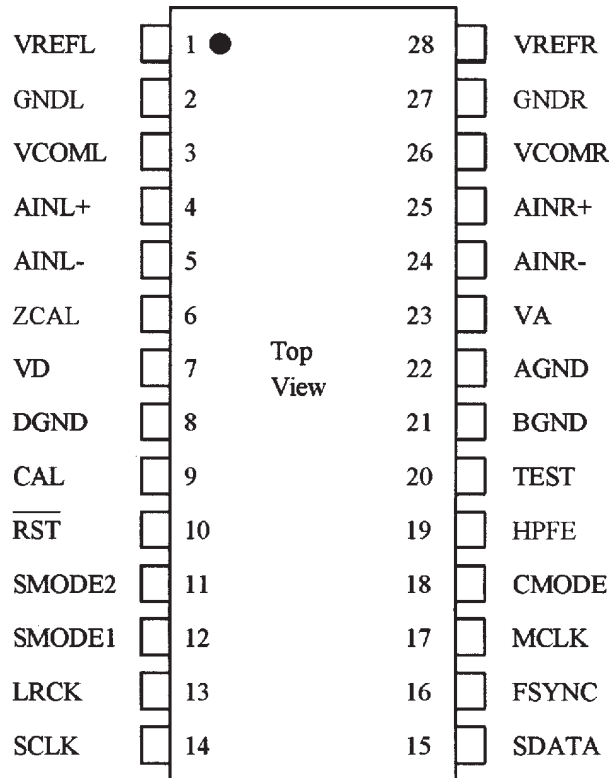 VREFL 1 28 VREFR
GNDL 2 27 GNDR
VCOML 3 26 VCOMR
AINL+ 4 25 AINR+
AINL- 5 24 AINR-
ZCAL 6 23 VA
Top
VD 7 22 AGND
View
DGND 8 21 BGND
CAL 9 20 TEST
RST 10 19 HPFE
SMODE2 11 18 CMODE
SMODE1 12 17 MCLK
LRCK 13 16 FSYNC
SCLK 14 15 SDATA